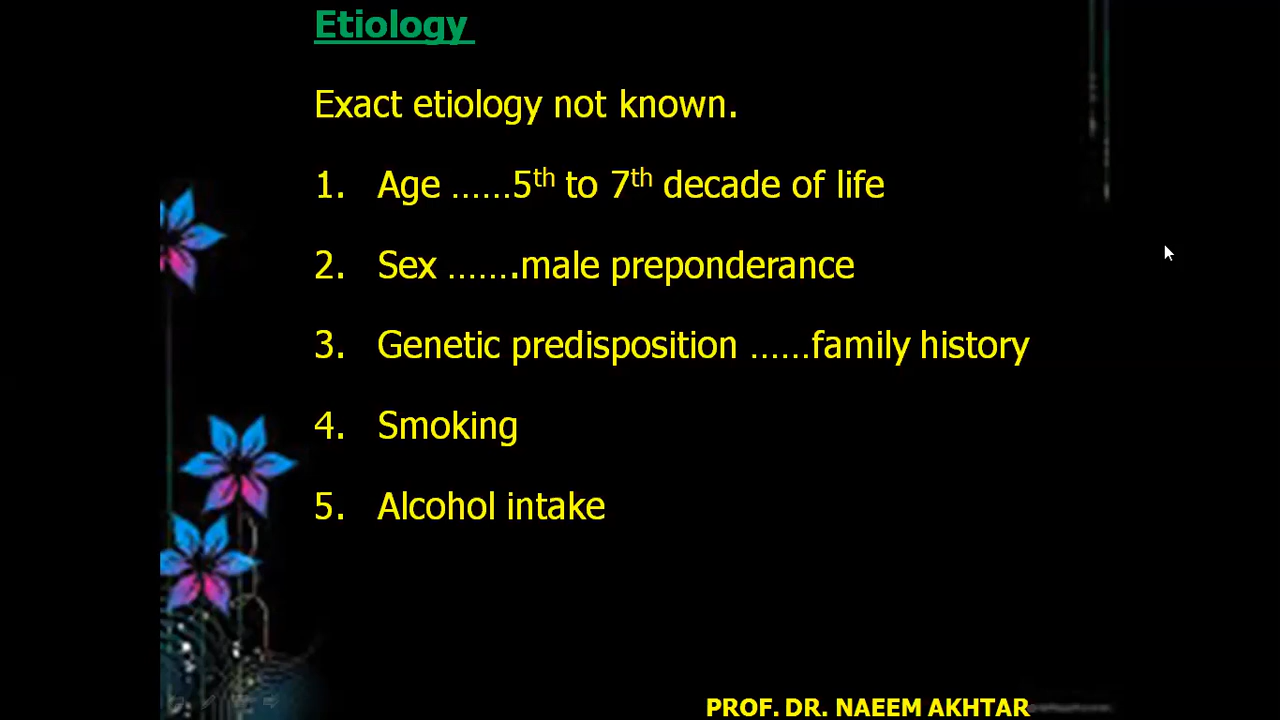 Etiology
Exact etiology not known.
1. Age ......5th to 7th decade of life
2. Sex .......male preponderance
3. Genetic predisposition ......family history
4. Smoking
5. Alcohol intake
PROF. DR. NAEEM AKHTAR